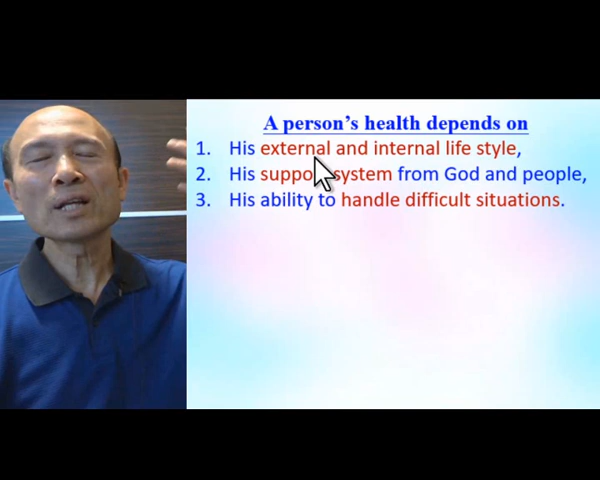 A person's health depends on
1. His external and internal life style,
2. His support system from God and people,
3. His ability to handle difficult situations.